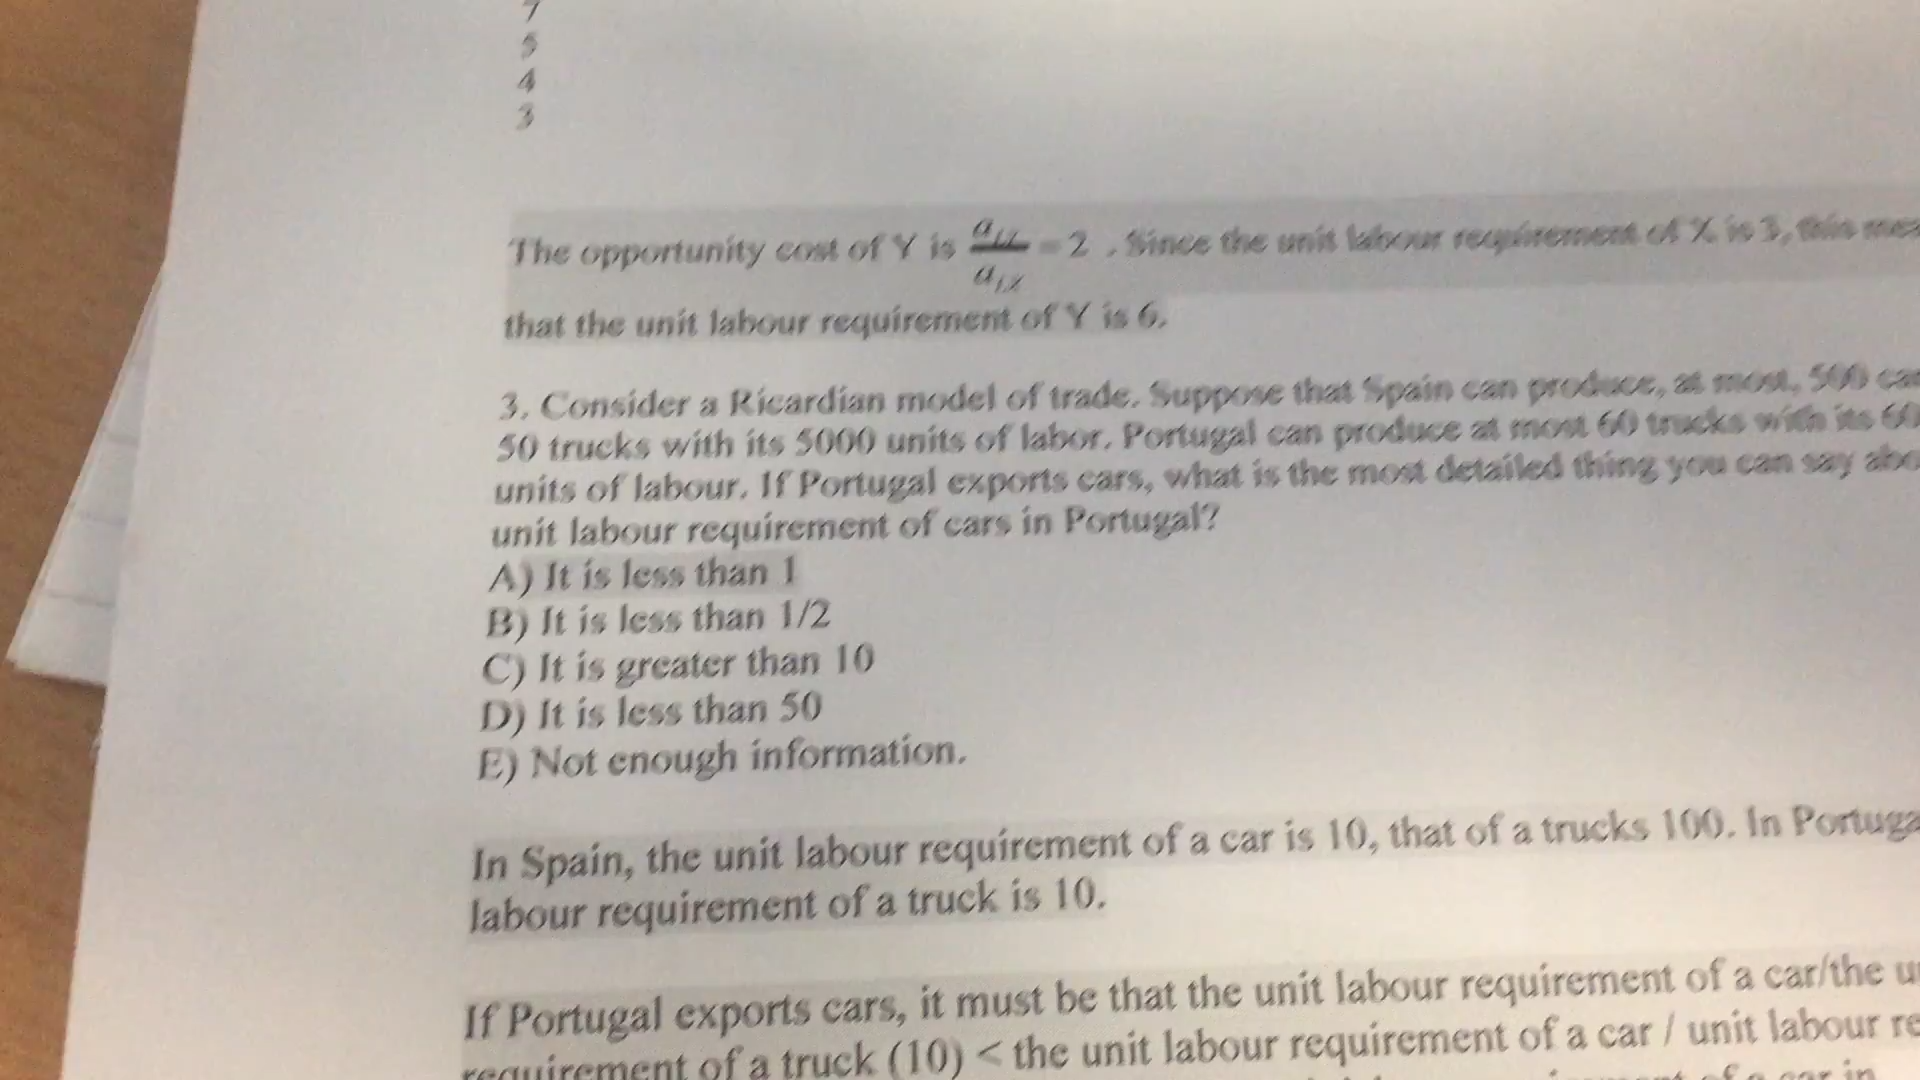 7
5
4
3
The opportunity cost of Y is a_LY / a_LX = 2 . Since the unit labour requirement of X is 3, this
that the unit labour requirement of Y is 6.
3. Consider a Ricardian model of trade. Suppose that Spain can produce, at most, 500
50 trucks with its 5000 units of labor. Portugal can produce at most 60 trucks with its
units of labour. If Portugal exports cars, what is the most detailed thing you can say
unit labour requirement of cars in Portugal?
A) It is less than 1
B) It is less than 1/2
C) It is greater than 10
D) It is less than 50
E) Not enough information.
In Spain, the unit labour requirement of a car is 10, that of a trucks 100. In
labour requirement of a truck is 10.
If Portugal exports cars, it must be that the unit labour requirement of a car/the
requirement of a truck (10) < the unit labour requirement of a car / unit labour